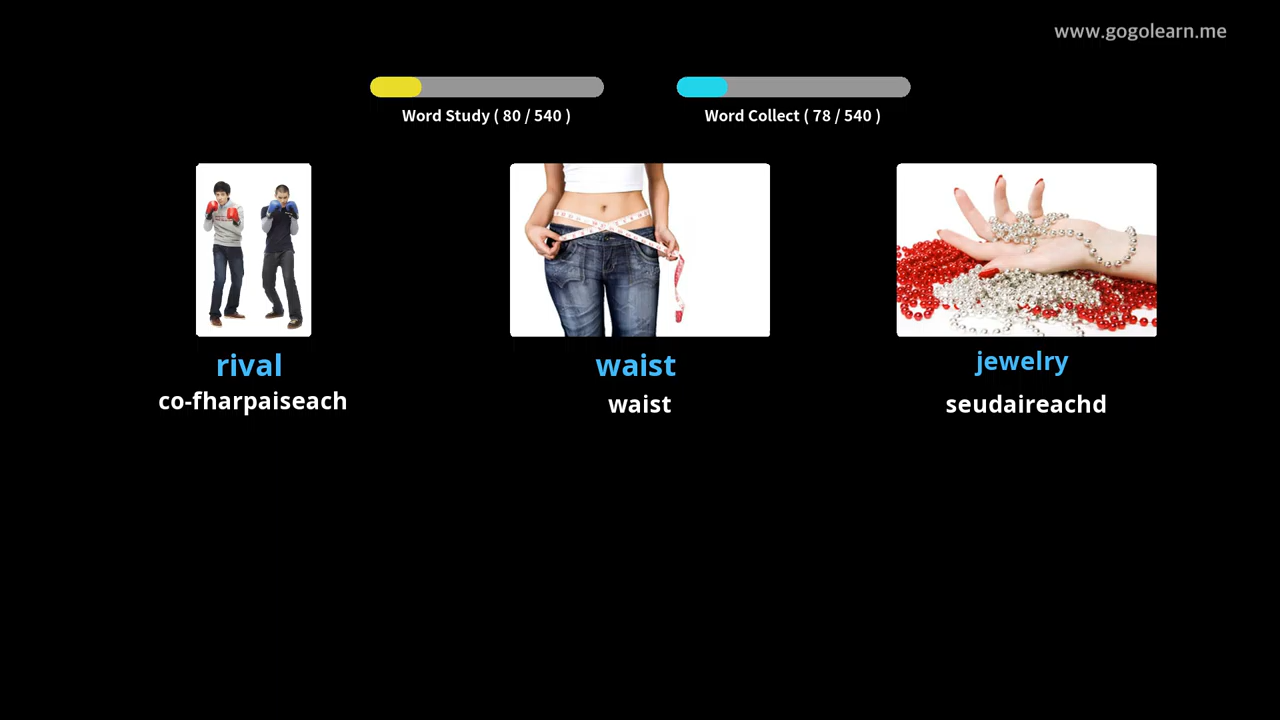 www.gogolearn.me
Word Study ( 80 / 540 )
Word Collect ( 78 / 540 )
rival
waist
jewelry
co-fharpaiseach
waist
seudaireachd